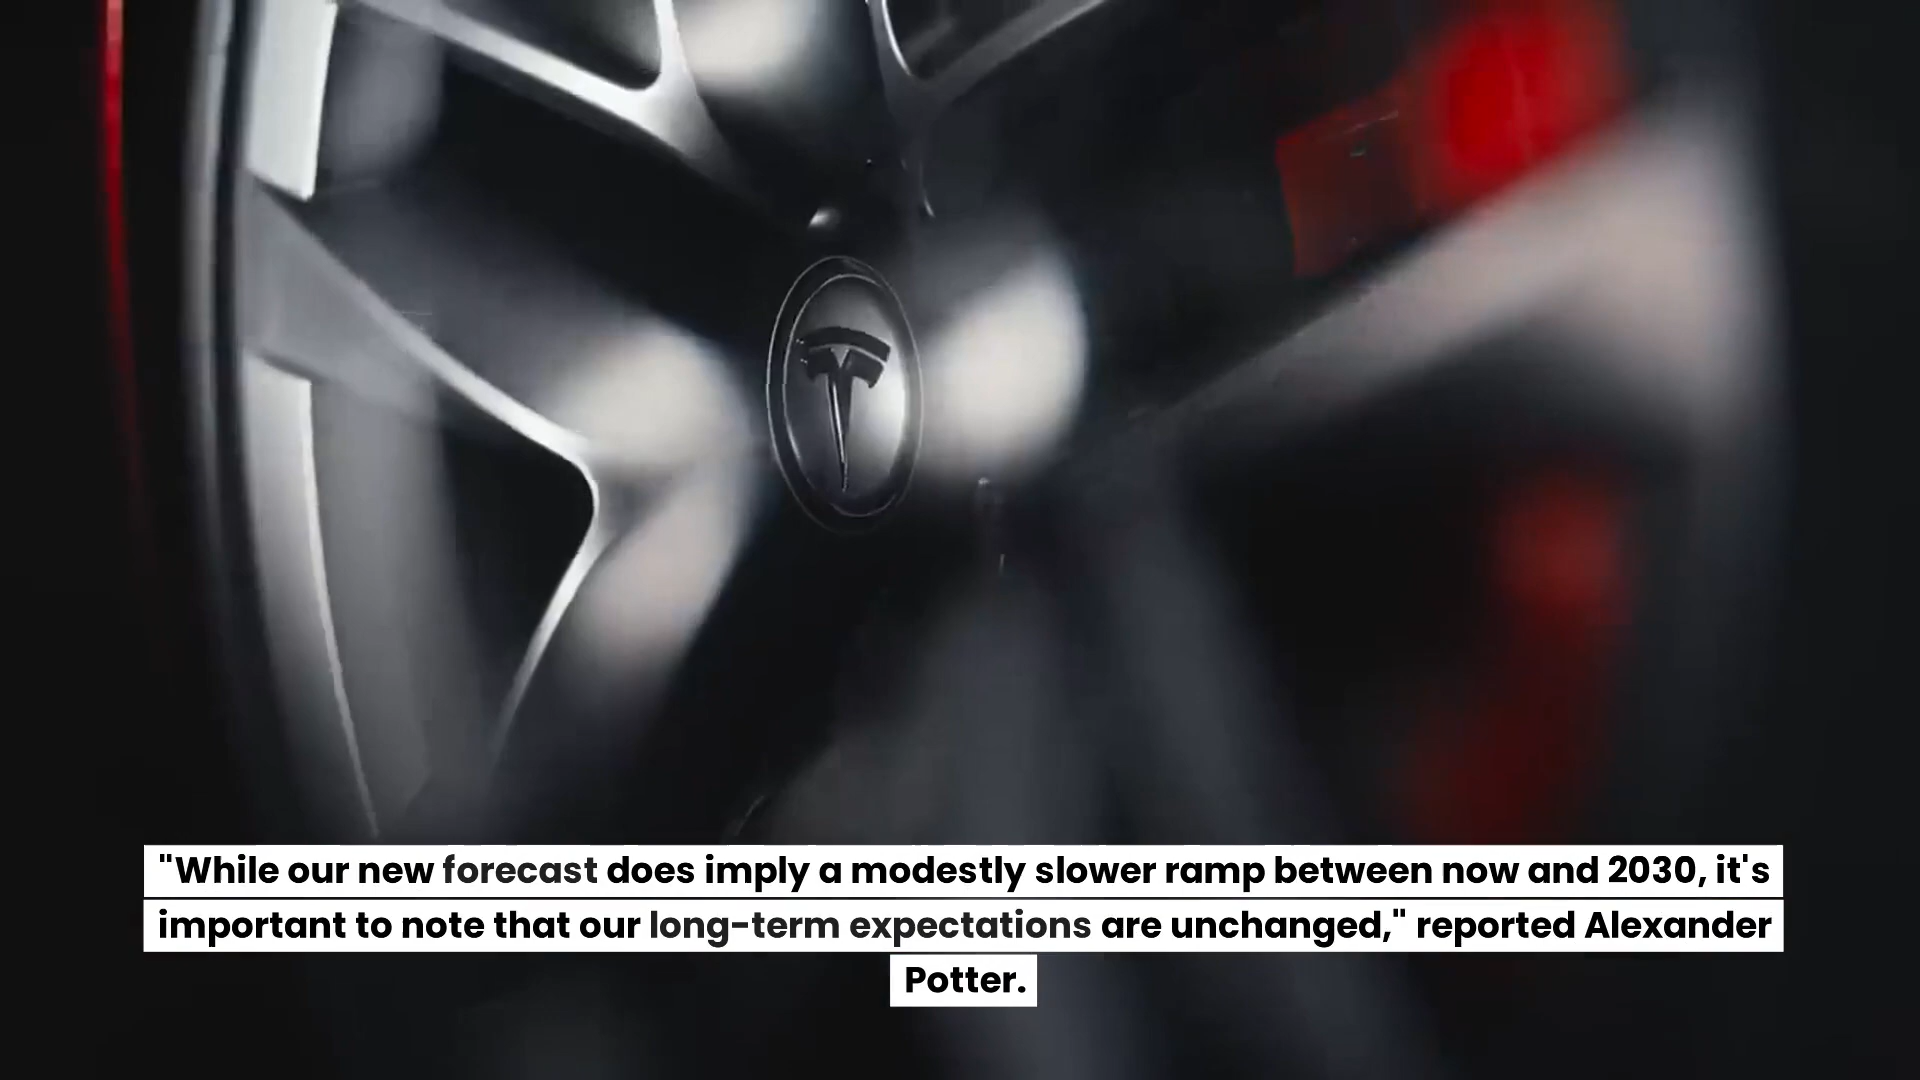 "While our new forecast does imply a modestly slower ramp between now and 2030, it's
important to note that our long-term expectations are unchanged," reported Alexander
Potter.